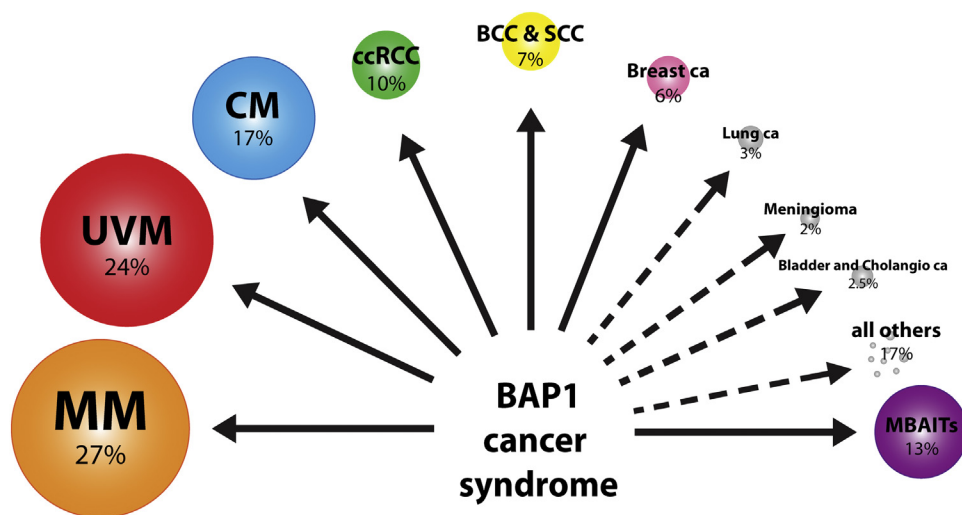 BCC & SCC
7%
ccRCC
10%
Breast ca
6%
CM
17%
Lung ca
3%
UVM
24%
Meningioma
2%
Bladder and Cholangio ca
2.5%
all others
17%
MM
27%
MBAITs
13%
BAP1
cancer
syndrome